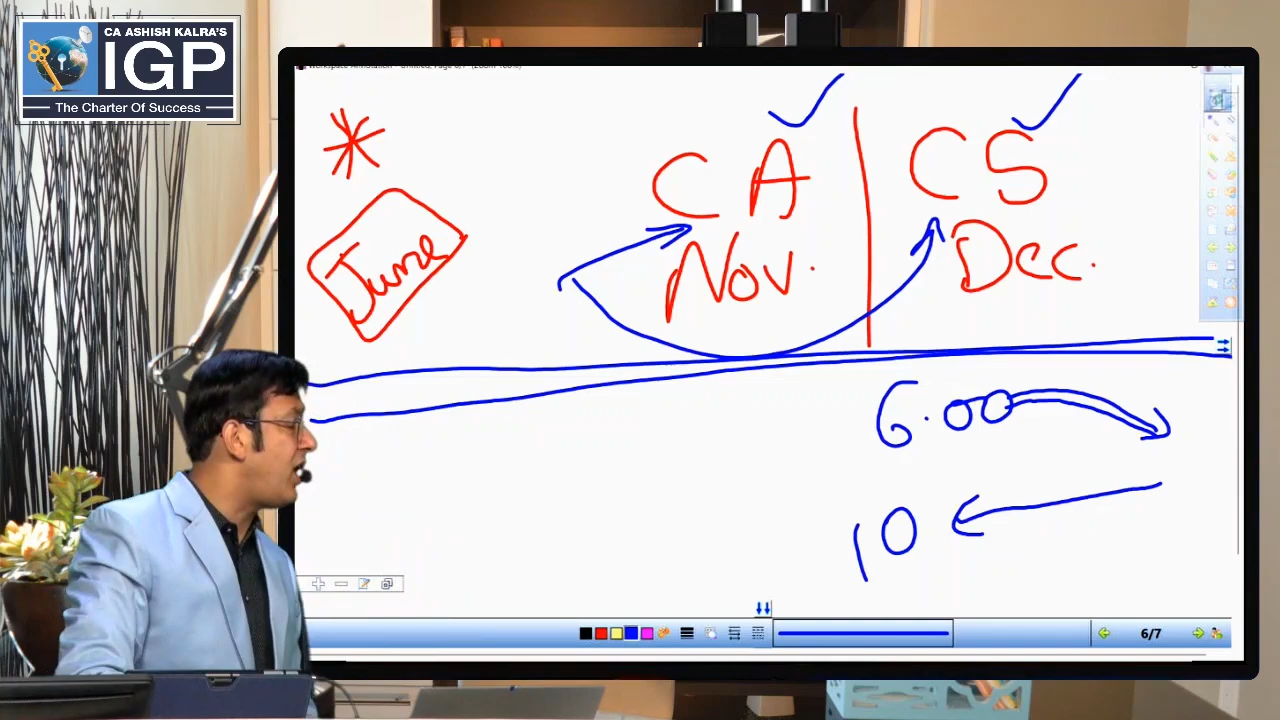 CA ASHISH KALRA'S
IGP
The Charter Of Success
CA | CS
Nov. | Dec.
June
6.00
10
6/7